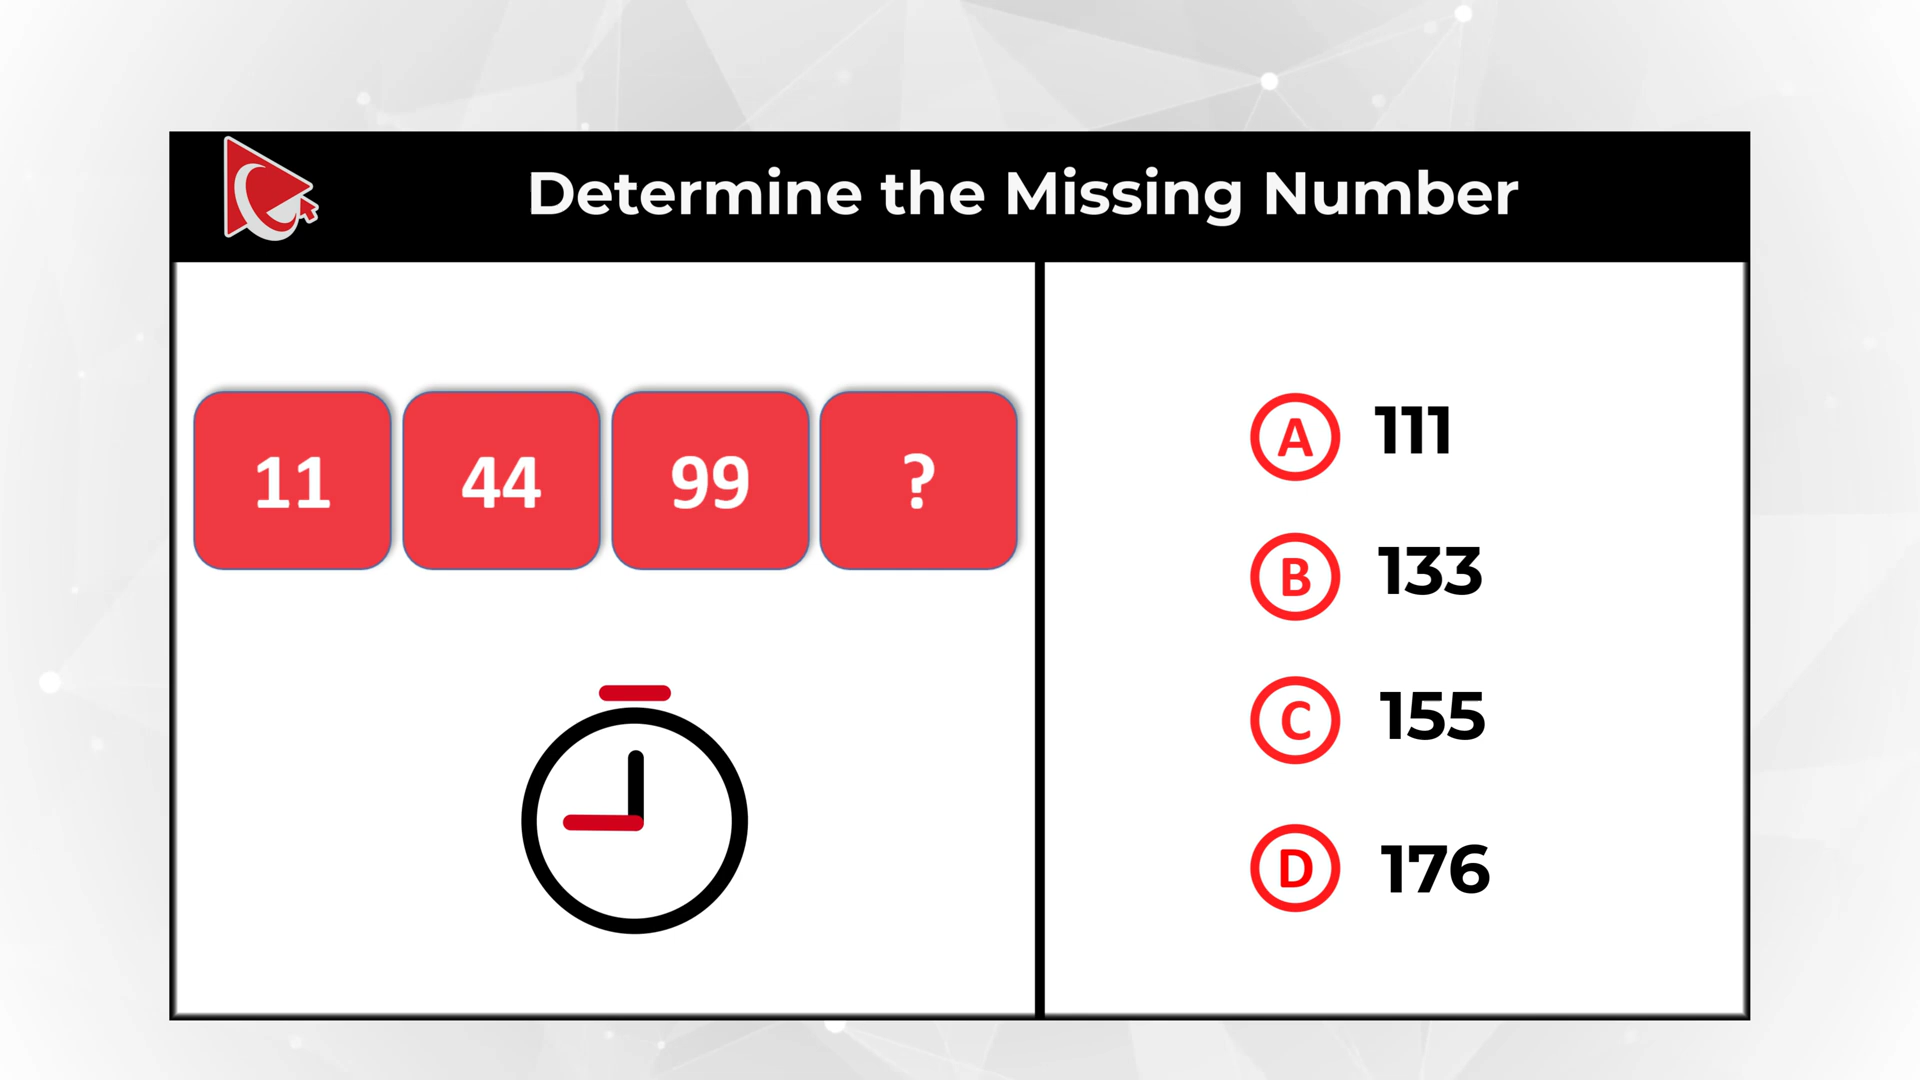 Determine the Missing Number
11 44 99 ?
A 111
B 133
C 155
D 176